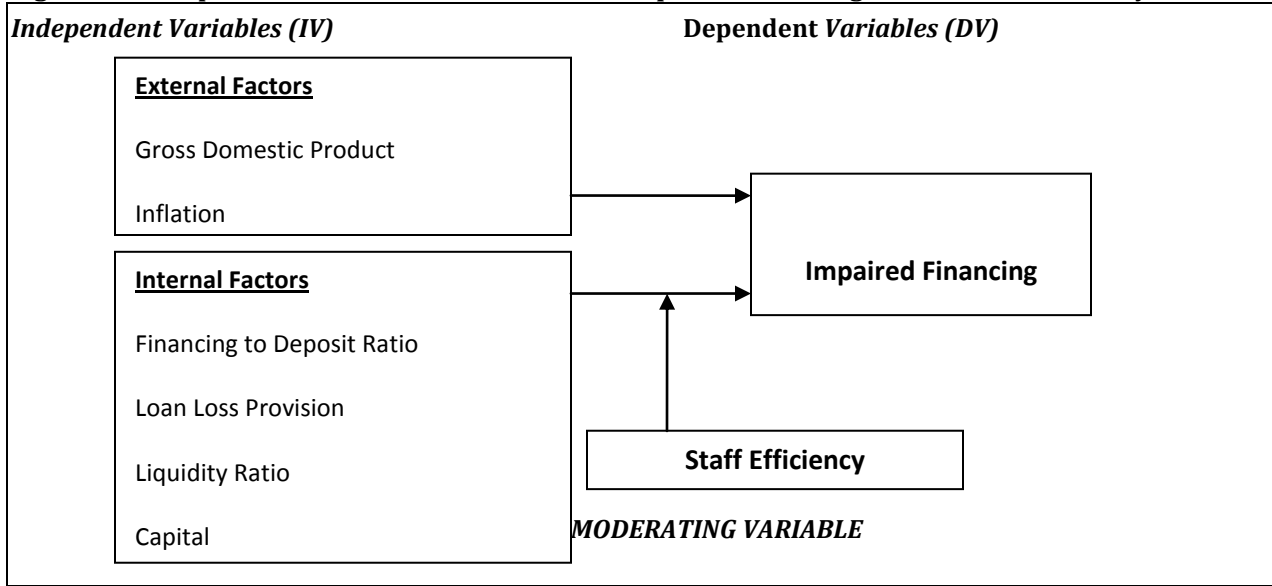 Independent Variables (IV)
Dependent Variables (DV)
External Factors
Gross Domestic Product
Inflation
Internal Factors
Financing to Deposit Ratio
Loan Loss Provision
Liquidity Ratio
Capital
Impaired Financing
Staff Efficiency
MODERATING VARIABLE